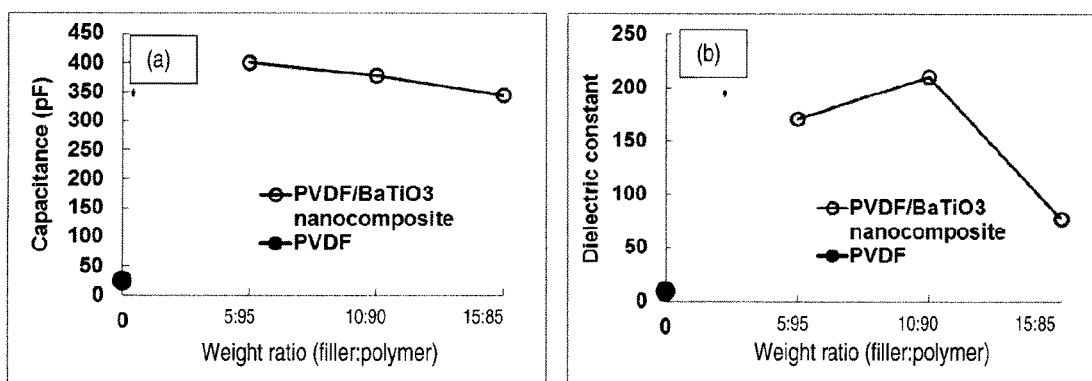 (a)
Capacitance (pF)
450
400
350
300
250
200
150
100
50
0
PVDF/BaTiO3
nanocomposite
PVDF
0
5:95
10:90
15:85
Weight ratio (filler:polymer)
(b)
Dielectric constant
250
200
150
100
50
0
PVDF/BaTiO3
nanocomposite
PVDF
0
5:95
10:90
15:85
Weight ratio (filler:polymer)